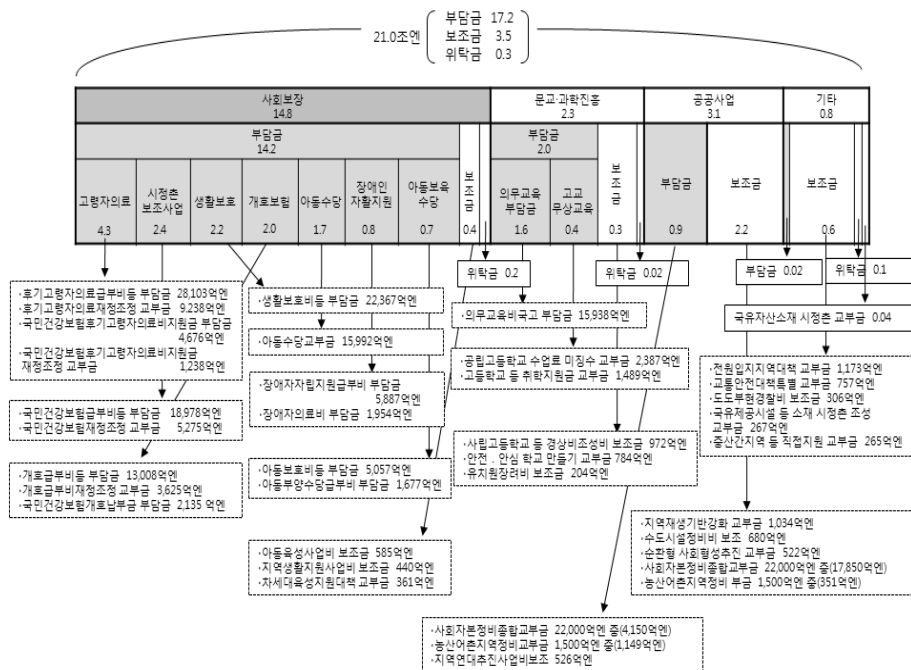 21.0조엔
부담금 17.2
보조금 3.5
위탁금 0.3
사회보장
14.8
문교·과학진흥
2.3
공공사업
3.1
기타
0.8
부담금
14.2
보조금
0.4
부담금
2.0
보조금
0.3
부담금
0.9
보조금
2.2
보조금
0.6
고령자의료
4.3
시정촌
보조사업
2.4
생활보호
2.2
개호보험
2.0
아동수당
1.7
장애인
자활지원
0.8
아동보육
수당
0.7
의무교육
부담금
1.6
고교
무상교육
0.4
위탁금 0.2
위탁금 0.02
부담금 0.02
위탁금 0.1
국유자산소재 시정촌 교부금 0.04
·후기고령자의료급부비등 부담금 28,103억엔
·후기고령자의료재정조정 교부금 9.238억엔
·국민건강보험후기고령자의료비지원금 부담금
4,676억엔
·국민건강보험후기고령자의료비지원금
재정조정 교부금 1,238억엔
·국민건강보험급부비등 부담금 18,978억엔
·국민건강보험재정조정 교부금 5,275억엔
·개호급부비등 부담금 13,008억엔
·개호급부비재정조정 교부금 3,625억엔
·국민건강보험개호납부금 부담금 2,135 억엔
·생활보호비등 부담금 22,367억엔
·아동수당교부금 15,992억엔
·장애자자립지원급부비 부담금
5,887억엔
·장애자의료비 부담금 1,954억엔
·아동보호비등 부담금 5,057억엔
·아동부양수당급부비 부담금 1,677억엔
·아동육성사업비 보조금 585억엔
·지역생활지원사업비 보조금 440억엔
·차세대육성지원대책 교부금 361억엔
·의무교육비국고 부담금 15,938억엔
·공립고등학교 수업료 미징수 교부금 2,387억엔
·고등학교 등 취학지원금 교부금 1,489억엔
·사립고등학교 등 경상비조성비 보조금 972억엔
·안전．안심 학교 만들기 교부금 784억엔
·유치원장려비 보조금 204억엔
·사회자본정비종합교부금 22,000억엔 중(4,150억엔)
·농산어촌지역정비교부금 1,500억엔 중(1,149억엔)
·지역연대추진사업비보조 526억엔
·전원입지지역대책 교부금 1,173억엔
·교통안전대책특별 교부금 757억엔
·도도부현경찰비 보조금 306억엔
·국유제공시설 등 소재 시정촌 조성
교부금 267억엔
·중산간지역 등 직접지원 교부금 265억엔
·지역재생기반강화 교부금 1,034억엔
·수도시설정비비 보조 680억엔
·순환형 사회형성추진 교부금 522억엔
·사회자본정비종합교부금 22,000억엔 중(17,850억엔)
·농산어촌지역정비 부금 1,500억엔 중(351억엔)